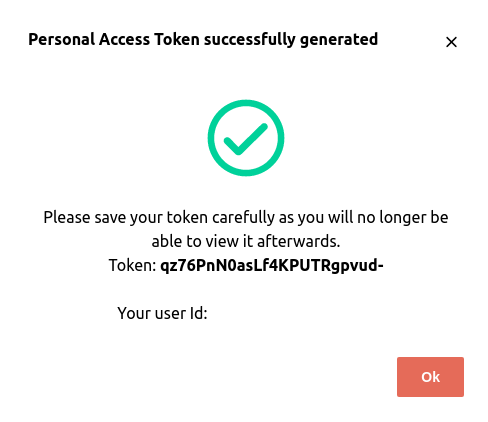 Personal Access Token successfully generated
Please save your token carefully as you will no longer be
able to view it afterwards.
Token: qz76PnN0asLf4KPUTRgpvud-
Your user Id:
Ok